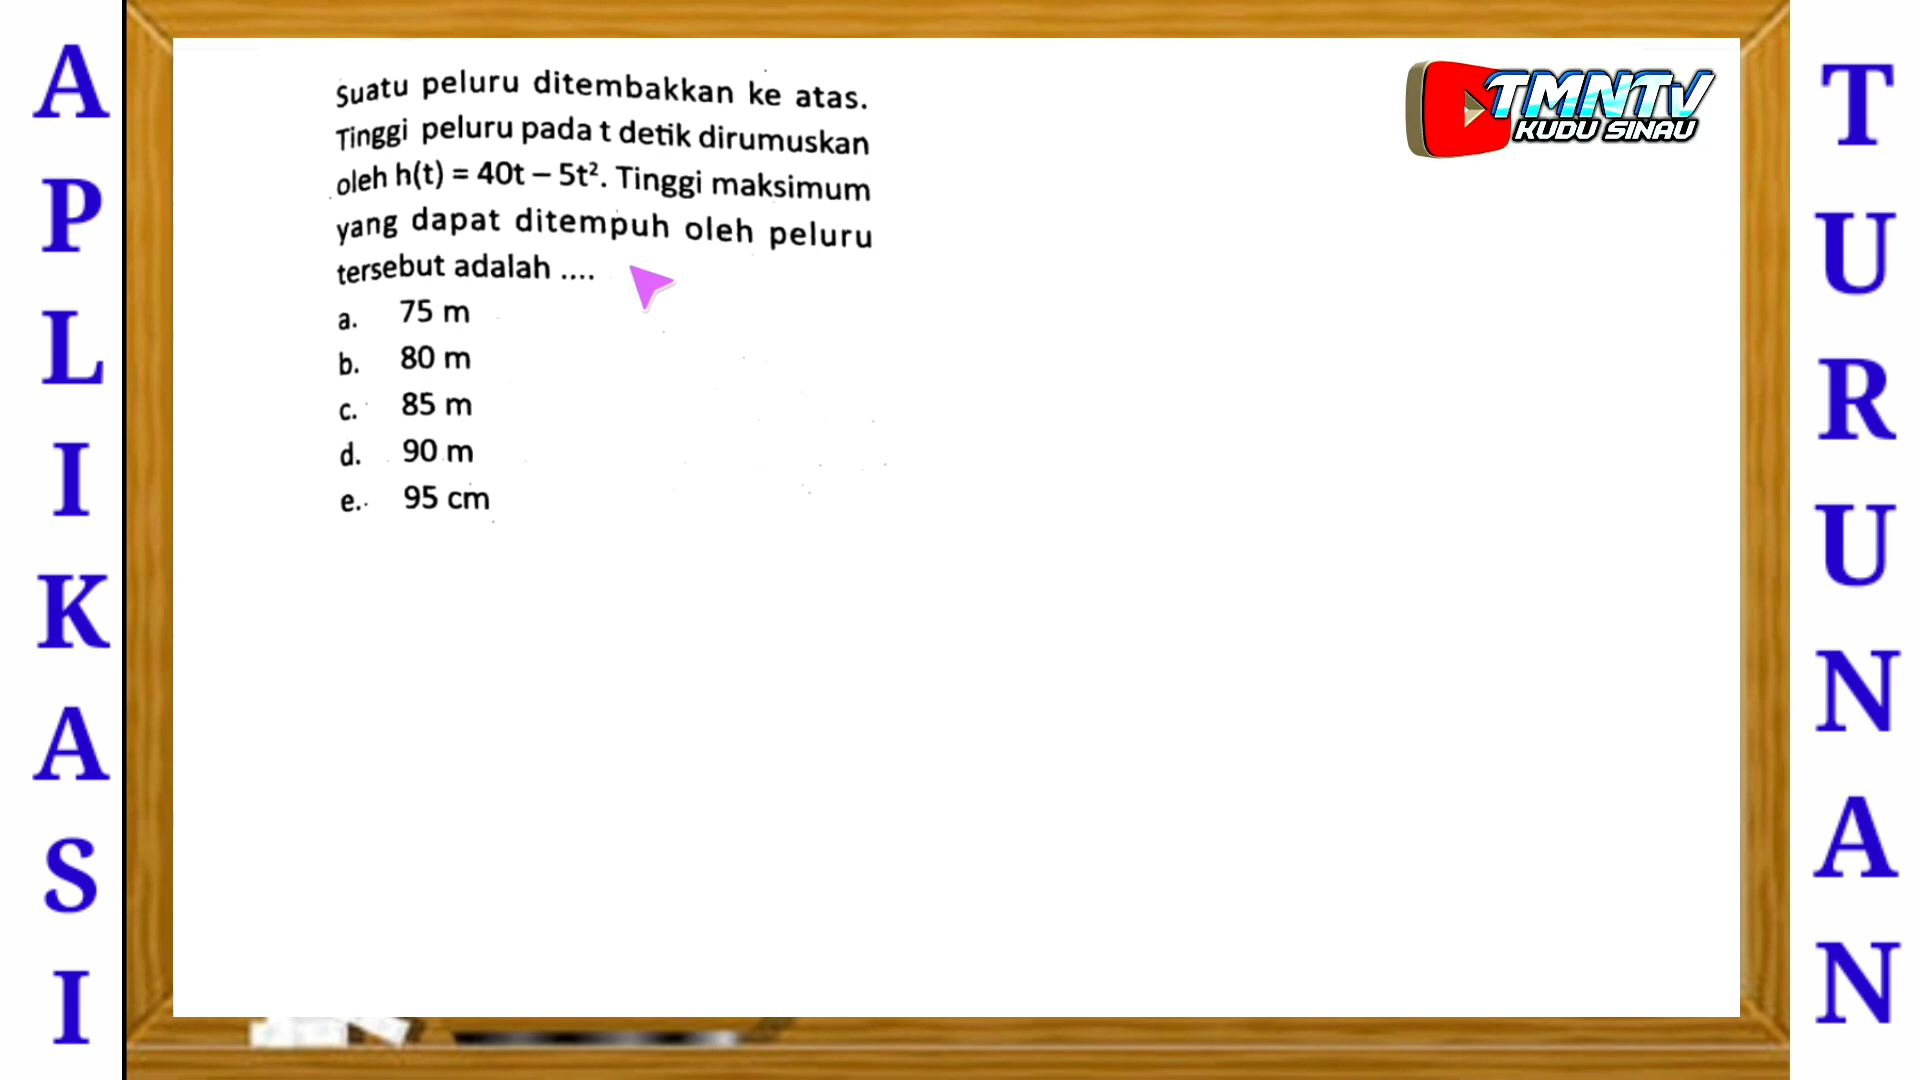 APLIKASI
Suatu peluru ditembakkan ke atas.
Tinggi peluru pada t detik dirumuskan
oleh h(t) = 40t – 5t². Tinggi maksimum
yang dapat ditempuh oleh peluru
tersebut adalah ....
a. 75 m
b. 80 m
c. 85 m
d. 90 m
e. 95 cm
TMNTV
KUDU SINAU
TURUNAN